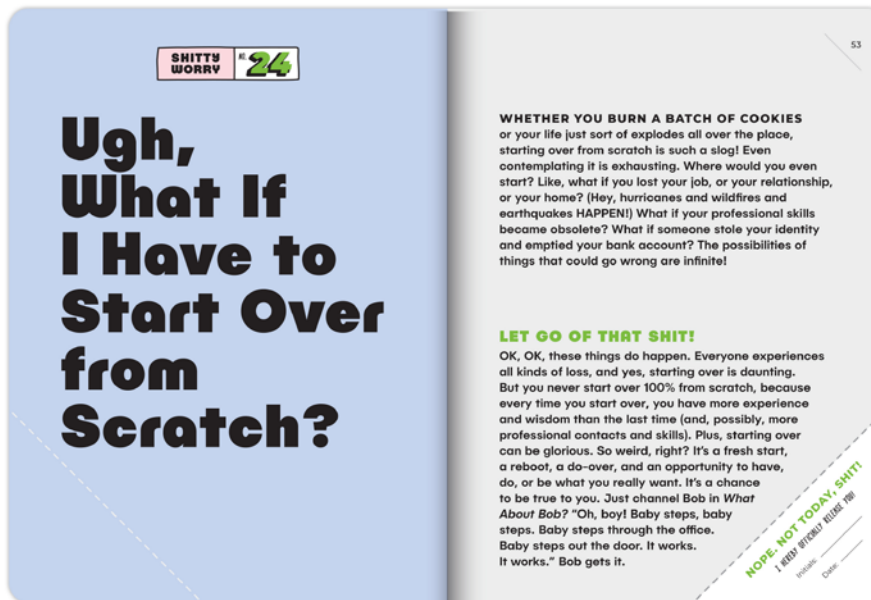 SHITTY
WORRY
NO.
24
Ugh,
What If
I Have to
Start Over
from
Scratch?
53
WHETHER YOU BURN A BATCH OF COOKIES
or your life just sort of explodes all over the place,
starting over from scratch is such a slog! Even
contemplating it is exhausting. Where would you even
start? Like, what if you lost your job, or your relationship,
or your home? (Hey, hurricanes and wildfires and
earthquakes HAPPEN!) What if your professional skills
became obsolete? What if someone stole your identity
and emptied your bank account? The possibilities of
things that could go wrong are infinite!
LET GO OF THAT SHIT!
OK, OK, these things do happen. Everyone experiences
all kinds of loss, and yes, starting over is daunting.
But you never start over 100% from scratch, because
every time you start over, you have more experience
and wisdom than the last time (and, possibly, more
professional contacts and skills). Plus, starting over
can be glorious. So weird, right? It's a fresh start,
a reboot, a do-over, and an opportunity to have,
do, or be what you really want. It's a chance
to be true to you. Just channel Bob in What
About Bob? "Oh, boy! Baby steps, baby
steps. Baby steps through the office.
Baby steps out the door. It works.
It works." Bob gets it.
NOPE. NOT TODAY, SHIT!
I HEREBY OFFICIALLY RELEASE YOU!
Initials:
Date: